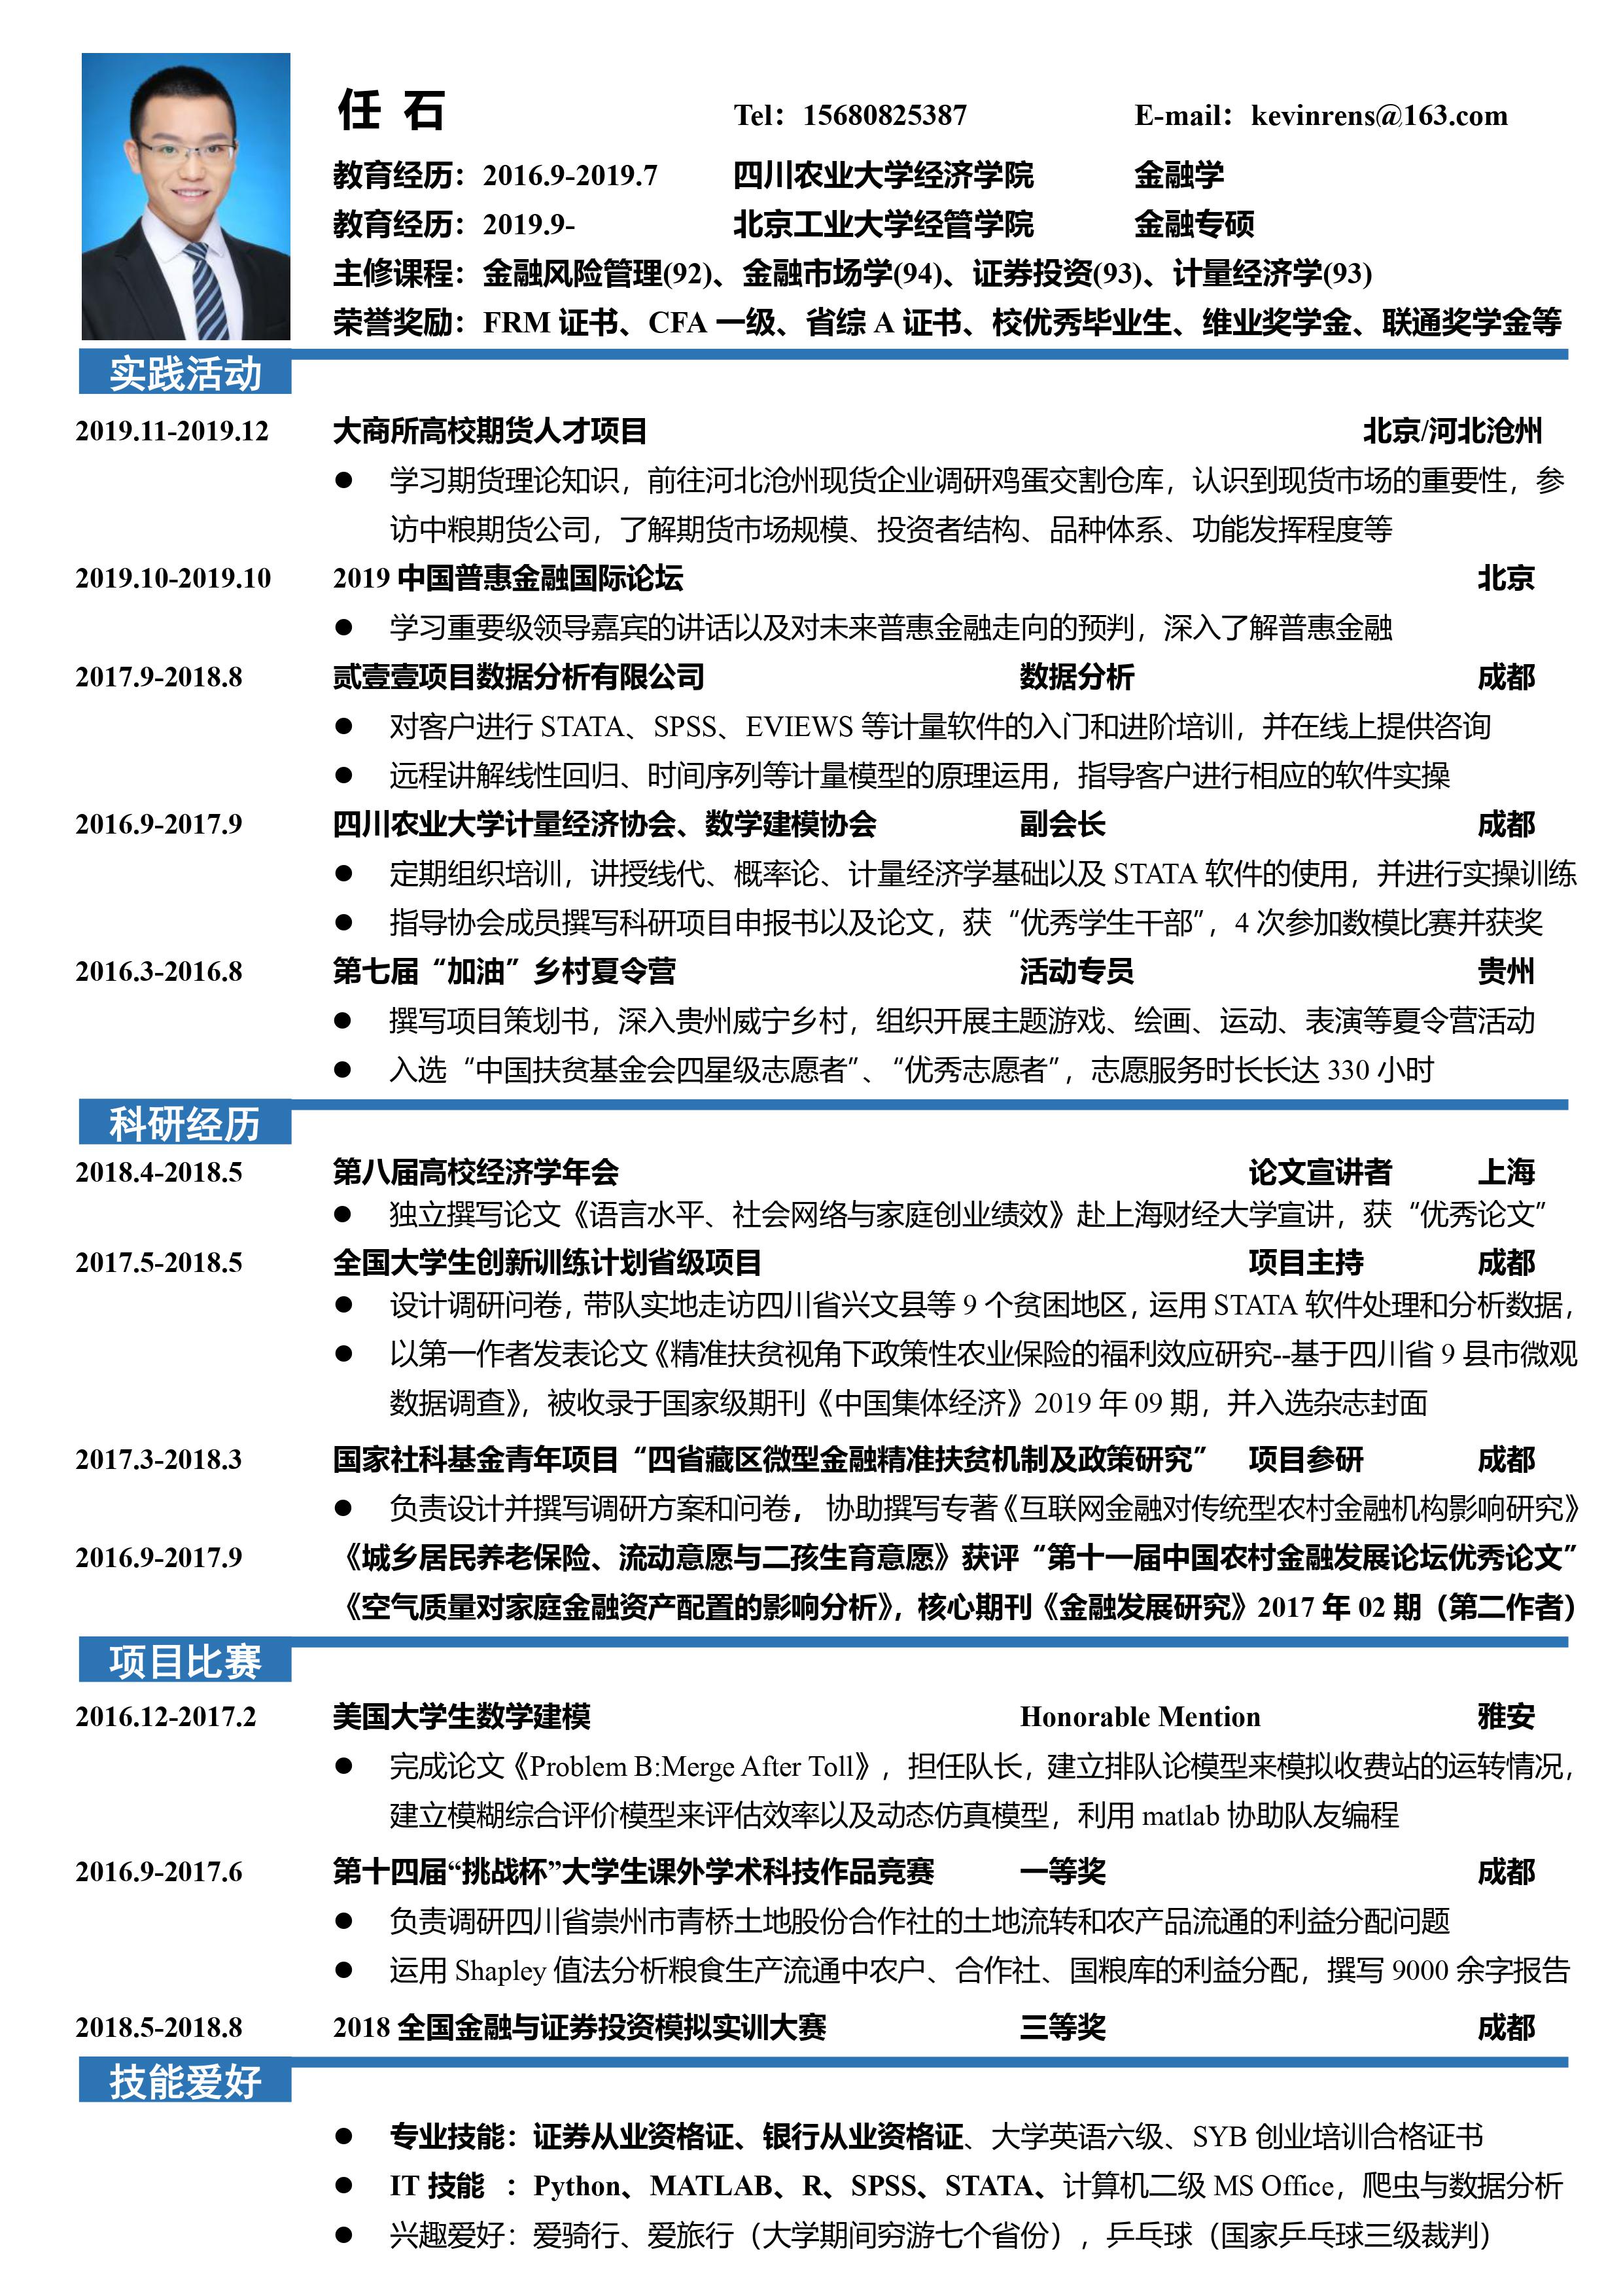 任 石 Tel：15680825387 E-mail：kevinrens@163.com
教育经历：2016.9-2019.7 四川农业大学经济学院 金融学
教育经历：2019.9- 北京工业大学经管学院 金融专硕
主修课程：金融风险管理(92)、金融市场学(94)、证券投资(93)、计量经济学(93)
荣誉奖励：FRM 证书、CFA 一级、省综 A 证书、校优秀毕业生、维业奖学金、联通奖学金等
实践活动
2019.11-2019.12 大商所高校期货人才项目 北京/河北沧州
● 学习期货理论知识，前往河北沧州现货企业调研鸡蛋交割仓库，认识到现货市场的重要性，参
访中粮期货公司，了解期货市场规模、投资者结构、品种体系、功能发挥程度等
2019.10-2019.10 2019 中国普惠金融国际论坛 北京
● 学习重要级领导嘉宾的讲话以及对未来普惠金融走向的预判，深入了解普惠金融
2017.9-2018.8 贰壹壹项目数据分析有限公司 数据分析 成都
● 对客户进行 STATA、SPSS、EVIEWS 等计量软件的入门和进阶培训，并在线上提供咨询
● 远程讲解线性回归、时间序列等计量模型的原理运用，指导客户进行相应的软件实操
2016.9-2017.9 四川农业大学计量经济协会、数学建模协会 副会长 成都
● 定期组织培训，讲授线代、概率论、计量经济学基础以及 STATA 软件的使用，并进行实操训练
● 指导协会成员撰写科研项目申报书以及论文，获“优秀学生干部”，4 次参加数模比赛并获奖
2016.3-2016.8 第七届“加油”乡村夏令营 活动专员 贵州
● 撰写项目策划书，深入贵州威宁乡村，组织开展主题游戏、绘画、运动、表演等夏令营活动
● 入选“中国扶贫基金会四星级志愿者”、“优秀志愿者”，志愿服务时长长达 330 小时
科研经历
2018.4-2018.5 第八届高校经济学年会 论文宣讲者 上海
● 独立撰写论文《语言水平、社会网络与家庭创业绩效》赴上海财经大学宣讲，获“优秀论文”
2017.5-2018.5 全国大学生创新训练计划省级项目 项目主持 成都
● 设计调研问卷，带队实地走访四川省兴文县等 9 个贫困地区，运用 STATA 软件处理和分析数据，
● 以第一作者发表论文《精准扶贫视角下政策性农业保险的福利效应研究--基于四川省 9 县市微观
数据调查》，被收录于国家级期刊《中国集体经济》2019 年 09 期，并入选杂志封面
2017.3-2018.3 国家社科基金青年项目“四省藏区微型金融精准扶贫机制及政策研究” 项目参研 成都
● 负责设计并撰写调研方案和问卷， 协助撰写专著《互联网金融对传统型农村金融机构影响研究》
2016.9-2017.9 《城乡居民养老保险、流动意愿与二孩生育意愿》获评“第十一届中国农村金融发展论坛优秀论文”
《空气质量对家庭金融资产配置的影响分析》，核心期刊《金融发展研究》2017 年 02 期（第二作者）
项目比赛
2016.12-2017.2 美国大学生数学建模 Honorable Mention 雅安
● 完成论文《Problem B:Merge After Toll》，担任队长，建立排队论模型来模拟收费站的运转情况，
建立模糊综合评价模型来评估效率以及动态仿真模型，利用 matlab 协助队友编程
2016.9-2017.6 第十四届“挑战杯”大学生课外学术科技作品竞赛 一等奖 成都
● 负责调研四川省崇州市青桥土地股份合作社的土地流转和农产品流通的利益分配问题
● 运用 Shapley 值法分析粮食生产流通中农户、合作社、国粮库的利益分配，撰写 9000 余字报告
2018.5-2018.8 2018 全国金融与证券投资模拟实训大赛 三等奖 成都
技能爱好
● 专业技能：证券从业资格证、银行从业资格证、大学英语六级、SYB 创业培训合格证书
● IT 技能 ：Python、MATLAB、R、SPSS、STATA、计算机二级 MS Office，爬虫与数据分析
● 兴趣爱好：爱骑行、爱旅行（大学期间穷游七个省份），乒乓球（国家乒乓球三级裁判）